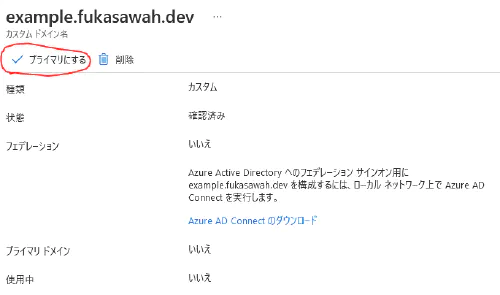 example.fukasawah.dev …
カスタム ドメイン名
プライマリにする 削除
種類 カスタム
状態 確認済み
フェデレーション いいえ
Azure Active Directory へのフェデレーション サインオン用に
example.fukasawah.dev を構成するには、ローカル ネットワーク上で Azure AD
Connect を実行します。
Azure AD Connect のダウンロード
プライマリ ドメイン いいえ
使用中 いいえ